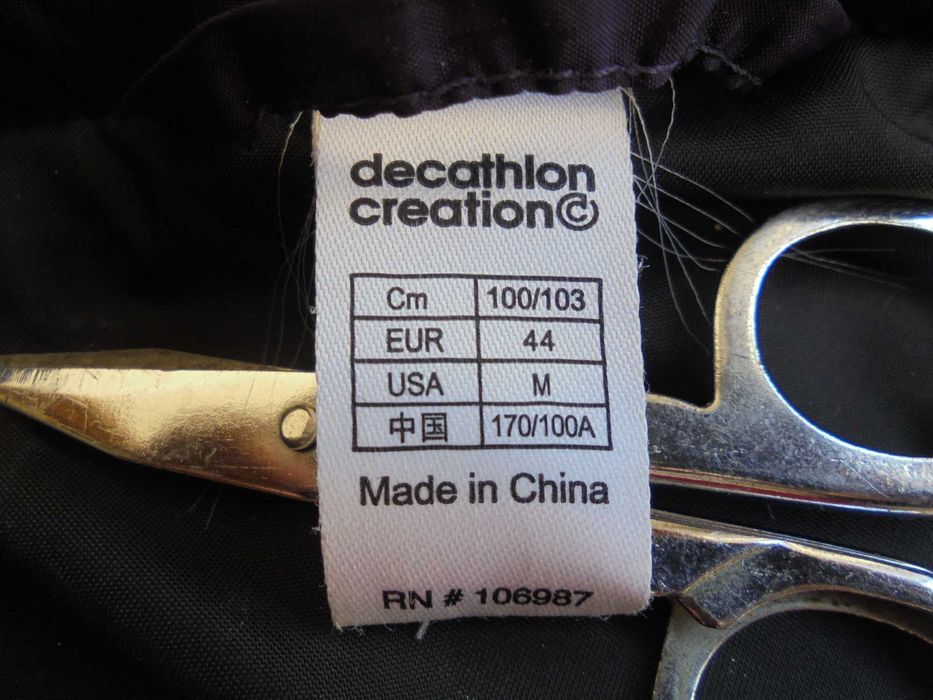 decathlon
creation©
Cm 100/103
EUR 44
USA M
中国 170/100A
Made in China
RN # 106987